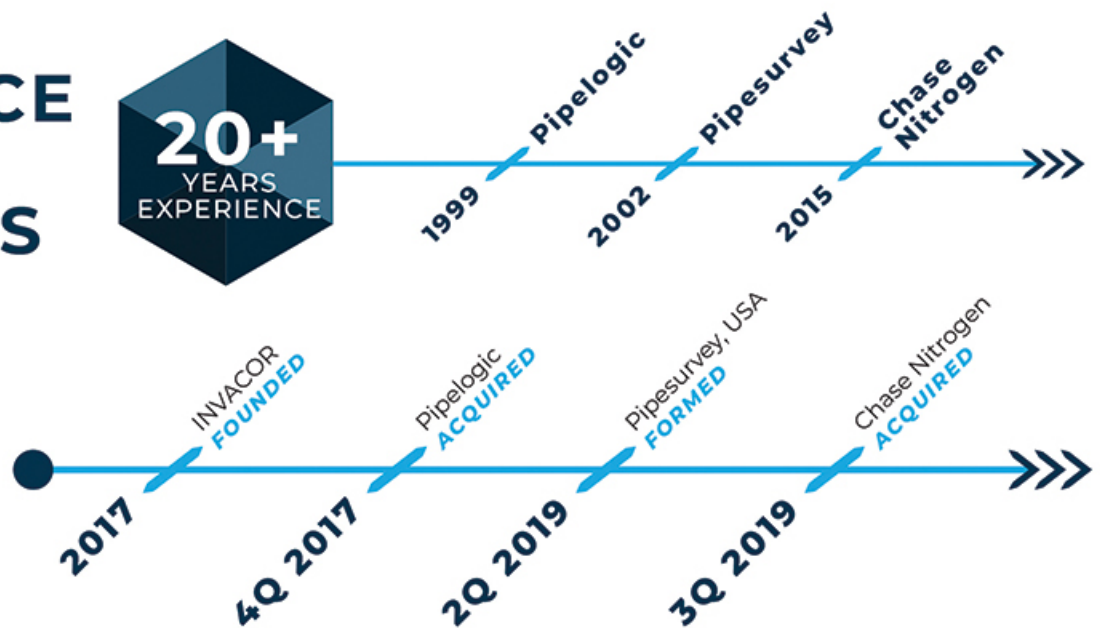 CE
S
20+
YEARS
EXPERIENCE
Pipelogic
1999
Pipesurvey
2002
Chase
Nitrogen
2015
INVACOR
FOUNDED
2017
Pipelogic
ACQUIRED
4Q 2017
Pipesurvey, USA
FORMED
2Q 2019
Chase Nitrogen
ACQUIRED
3Q 2019